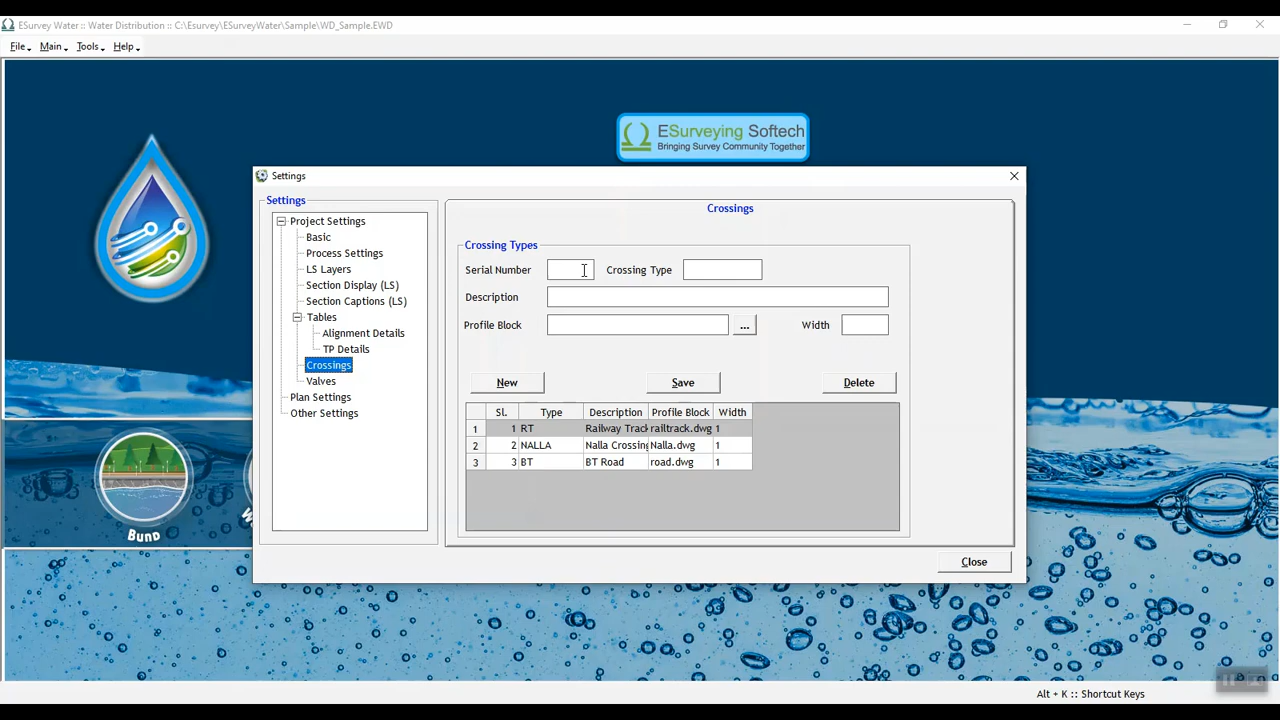 ESurvey Water :: Water Distribution :: C:\Esurvey\ESurveyWater\Sample\WD_Sample.EWD
File Main Tools Help
ESurveying Softech
Bringing Survey Community Together
Settings
Settings
Project Settings
Basic
Process Settings
LS Layers
Section Display (LS)
Section Captions (LS)
Tables
Alignment Details
TP Details
Crossings
Valves
Plan Settings
Other Settings
Crossings
Crossing Types
Serial Number Crossing Type
Description
Profile Block ... Width
New Save Delete
Sl. Type Description Profile Block Width
1 1 RT Railway Track railtrack.dwg 1
2 2 NALLA Nalla Crossing Nalla.dwg 1
3 3 BT BT Road road.dwg 1
Close
Bund
Alt + K :: Shortcut Keys